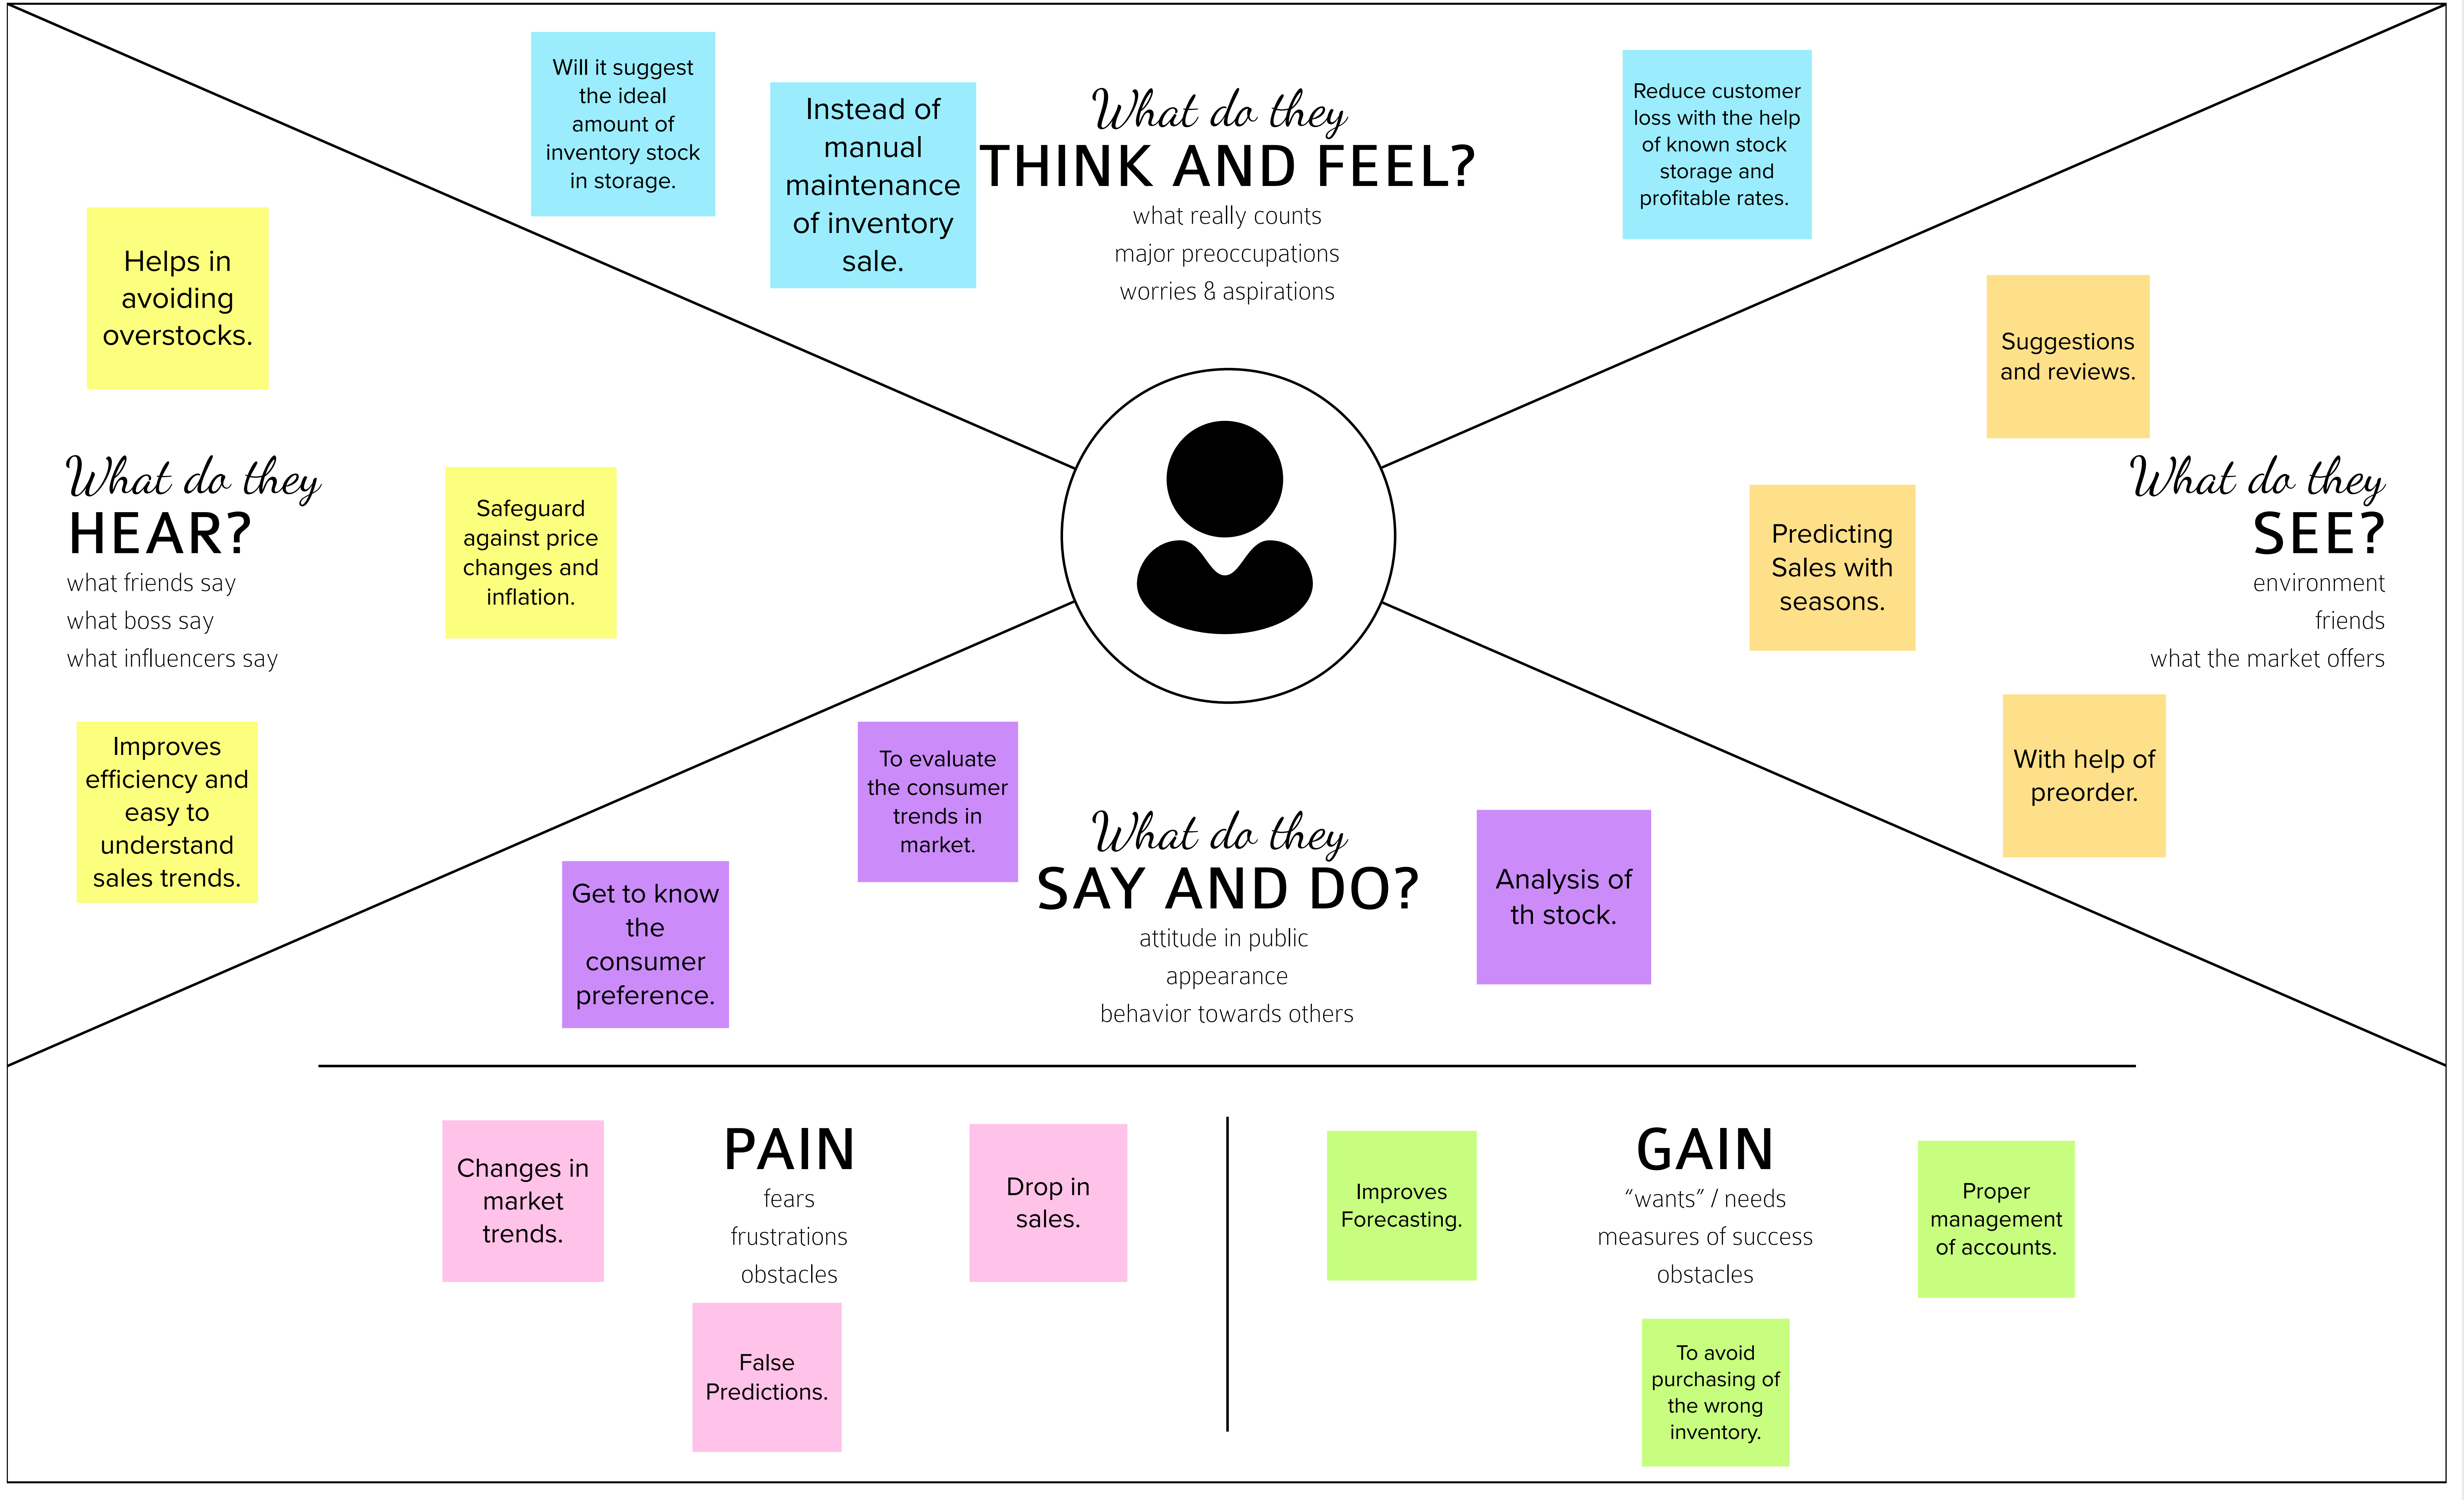 Will it suggest
the ideal
amount of
inventory stock
in storage.
Instead of
manual
maintenance
of inventory
sale.
What do they
THINK AND FEEL?
what really counts
major preoccupations
worries & aspirations
Reduce customer
loss with the help
of known stock
storage and
profitable rates.
Helps in
avoiding
overstocks.
What do they
HEAR?
what friends say
what boss say
what influencers say
Safeguard
against price
changes and
inflation.
Improves
efficiency and
easy to
understand
sales trends.
Suggestions
and reviews.
Predicting
Sales with
seasons.
What do they
SEE?
environment
friends
what the market offers
With help of
preorder.
To evaluate
the consumer
trends in
market.
Get to know
the
consumer
preference.
What do they
SAY AND DO?
attitude in public
appearance
behavior towards others
Analysis of
th stock.
Changes in
market
trends.
PAIN
fears
frustrations
obstacles
Drop in
sales.
False
Predictions.
Improves
Forecasting.
GAIN
“wants” / needs
measures of success
obstacles
Proper
management
of accounts.
To avoid
purchasing of
the wrong
inventory.